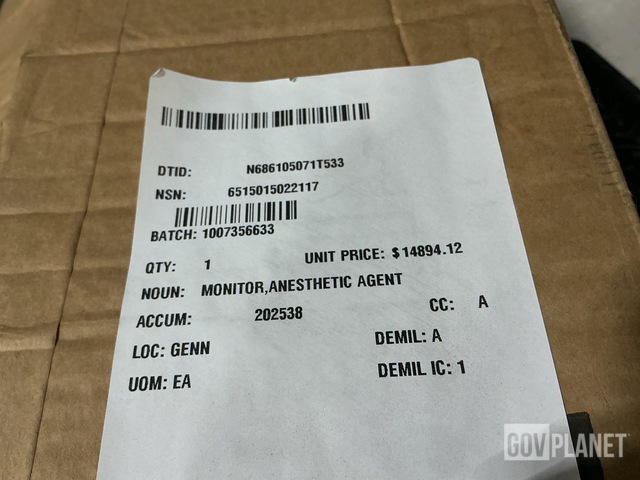 DTID: N686105071T533
NSN: 6515015022117
BATCH: 1007356633
QTY: 1 UNIT PRICE: $14894.12
NOUN: MONITOR,ANESTHETIC AGENT
ACCUM: 202538 CC: A
LOC: GENN DEMIL: A
UOM: EA DEMIL IC: 1
GOVPLANET